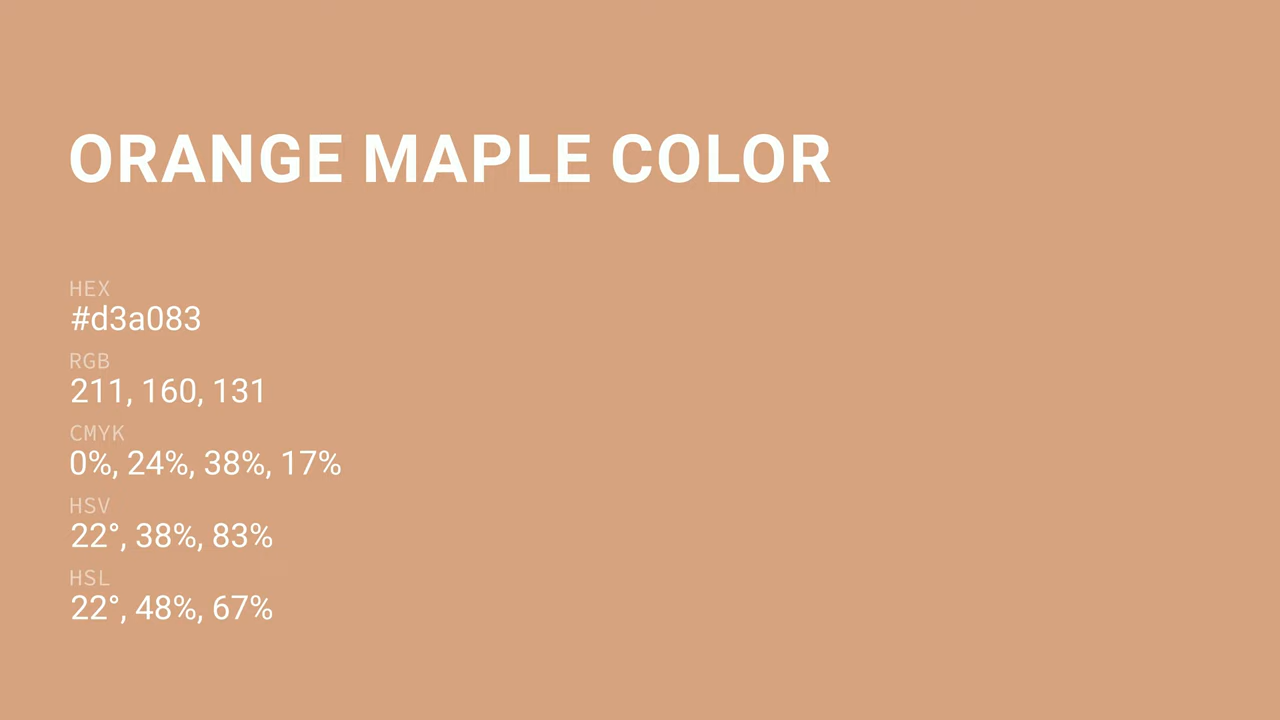 ORANGE MAPLE COLOR
HEX
#d3a083
RGB
211, 160, 131
CMYK
0%, 24%, 38%, 17%
HSV
22°, 38%, 83%
HSL
22°, 48%, 67%